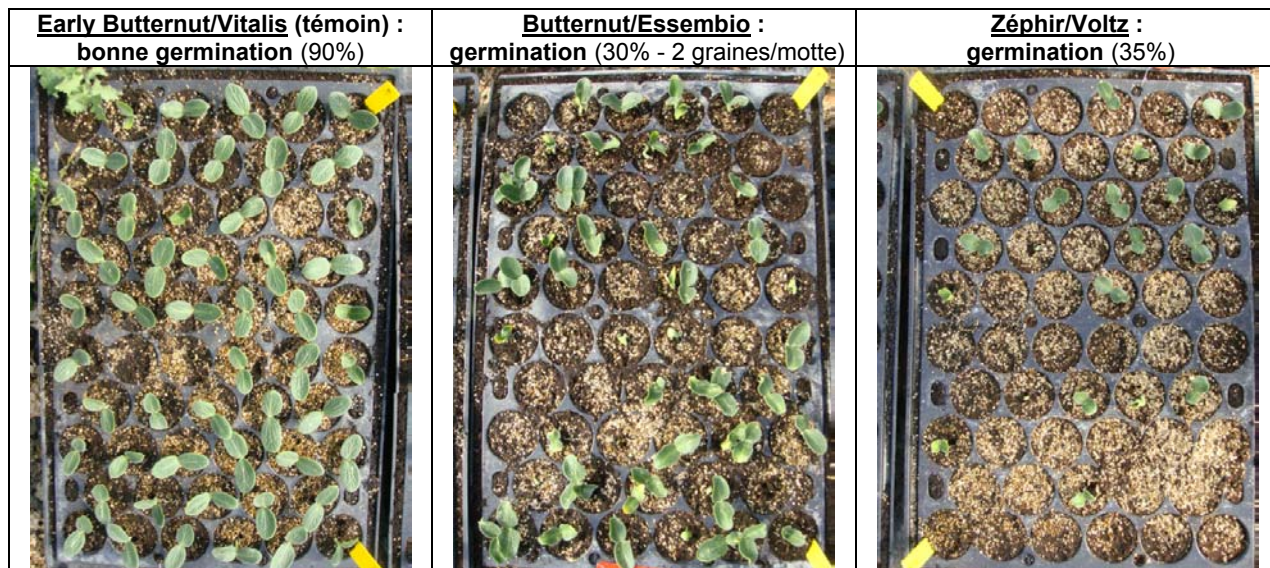 Early Butternut/Vitalis (témoin) :
bonne germination (90%)
Butternut/Essembio :
germination (30% - 2 graines/motte)
Zéphir/Voltz :
germination (35%)